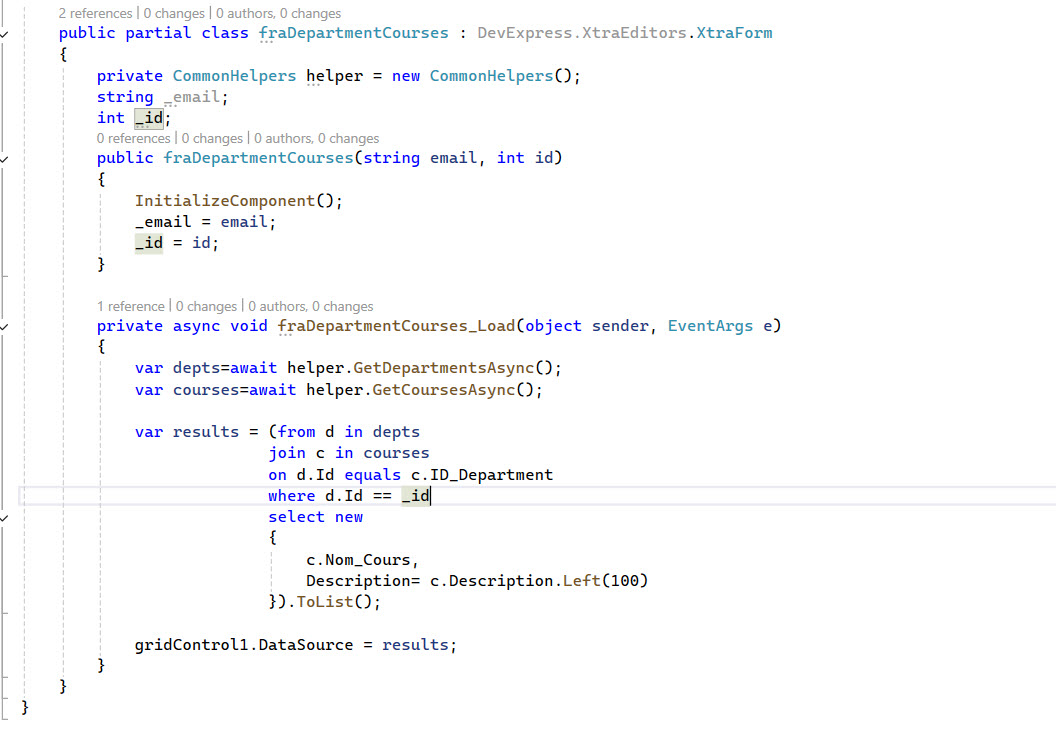 2 references | 0 changes | 0 authors, 0 changes
public partial class fraDepartmentCourses : DevExpress.XtraEditors.XtraForm
{
private CommonHelpers helper = new CommonHelpers();
string _email;
int _id;
0 references | 0 changes | 0 authors, 0 changes
public fraDepartmentCourses(string email, int id)
{
InitializeComponent();
_email = email;
_id = id;
}
1 reference | 0 changes | 0 authors, 0 changes
private async void fraDepartmentCourses_Load(object sender, EventArgs e)
{
var depts=await helper.GetDepartmentsAsync();
var courses=await helper.GetCoursesAsync();
var results = (from d in depts
join c in courses
on d.Id equals c.ID_Department
where d.Id == _id
select new
{
c.Nom_Cours,
Description= c.Description.Left(100)
}).ToList();
gridControl1.DataSource = results;
}
}
}